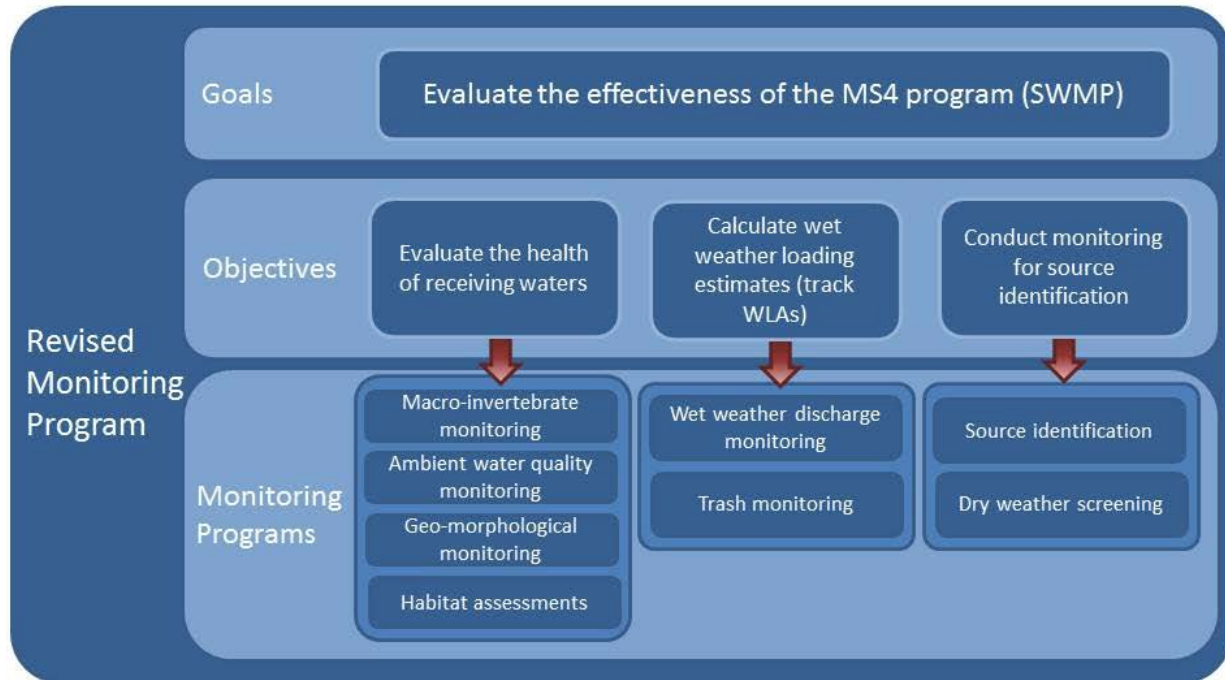 Revised
Monitoring
Program
Goals
Evaluate the effectiveness of the MS4 program (SWMP)
Objectives
Evaluate the health
of receiving waters
Calculate wet
weather loading
estimates (track
WLAs)
Conduct monitoring
for source
identification
Monitoring
Programs
Macro-invertebrate
monitoring
Ambient water quality
monitoring
Geo-morphological
monitoring
Habitat assessments
Wet weather discharge
monitoring
Trash monitoring
Source identification
Dry weather screening